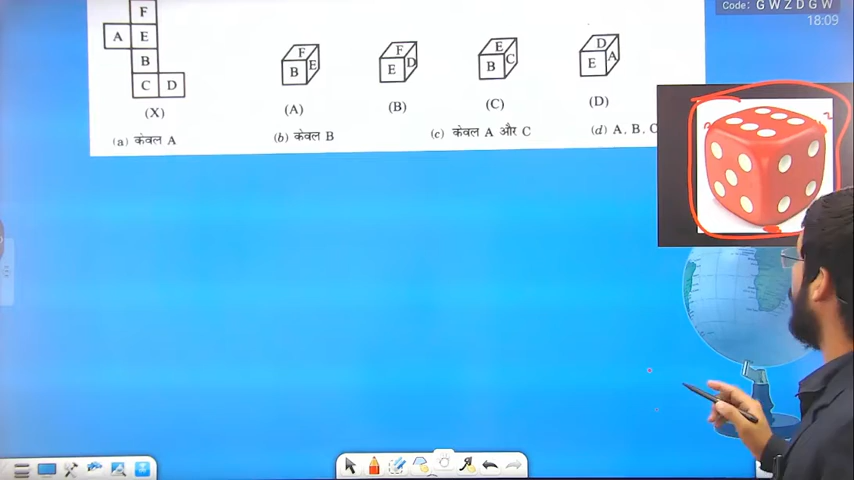 Code: G W Z D G W
18:09
F
A E
B
C D
(X)
F
B E
(A)
F
E D
(B)
E
B C
(C)
D
E A
(D)
(a) केवल A
(b) केवल B
(c) केवल A और C
(d) A, B, C